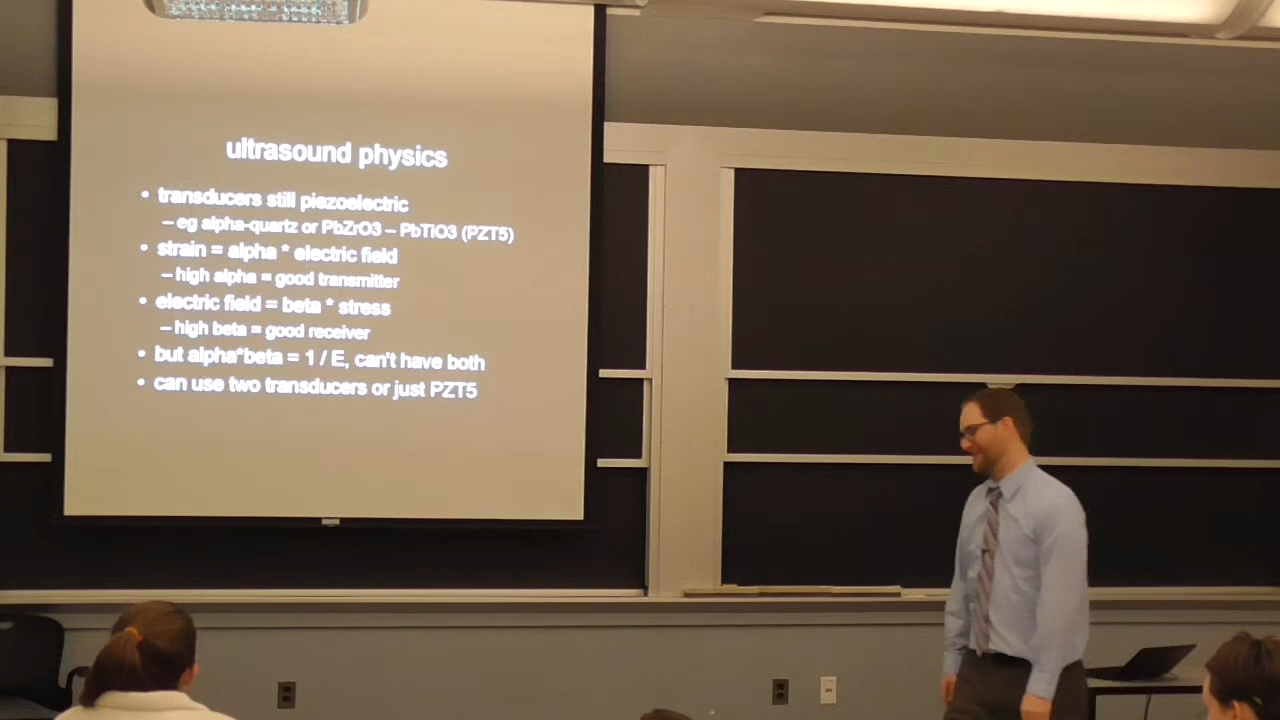 ultrasound physics
• transducers still piezoelectric
– eg alpha-quartz or PbZrO3 – PbTiO3 (PZT5)
• strain = alpha * electric field
– high alpha = good transmitter
• electric field = beta * stress
– high beta = good receiver
• but alpha*beta = 1 / E, can't have both
• can use two transducers or just PZT5